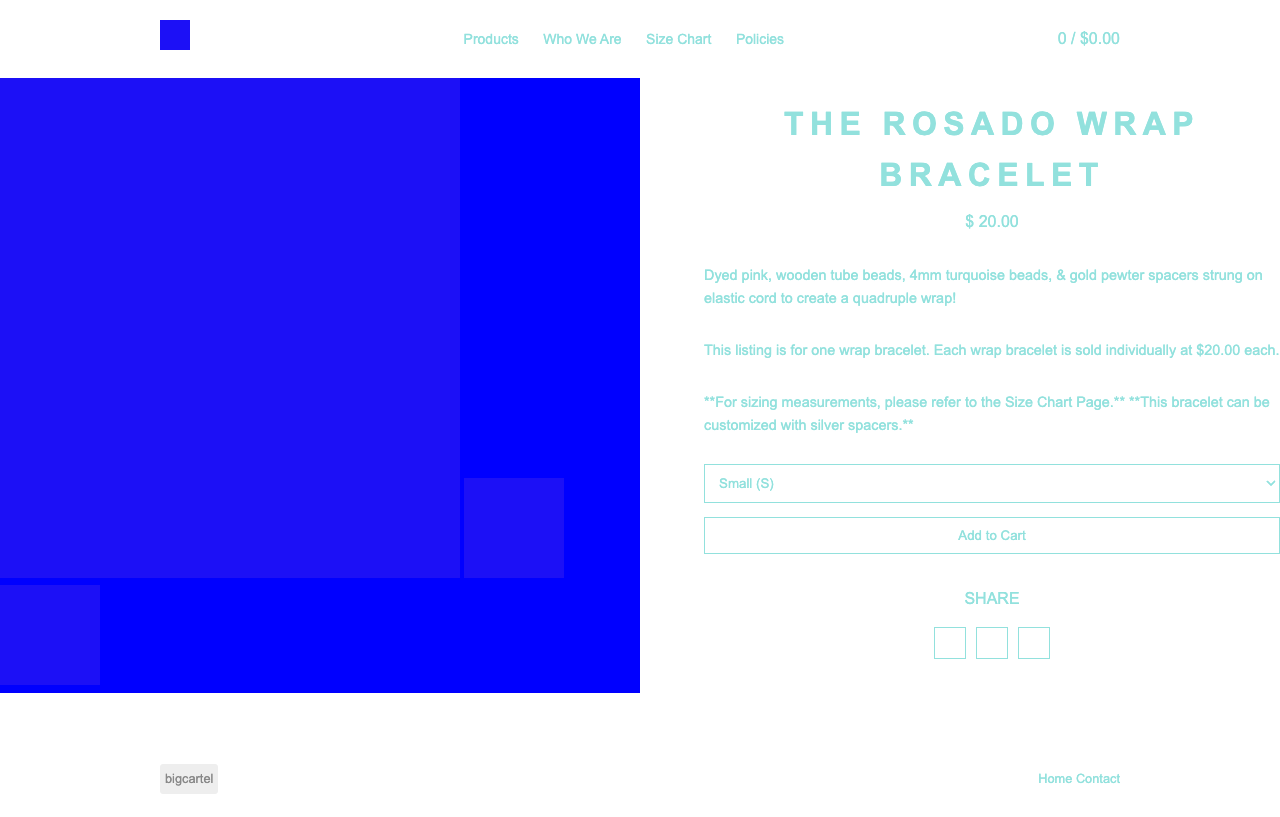 Products Who We Are Size Chart Policies
0 / $0.00
THE ROSADO WRAP
BRACELET
$ 20.00
Dyed pink, wooden tube beads, 4mm turquoise beads, & gold pewter spacers strung on
elastic cord to create a quadruple wrap!
This listing is for one wrap bracelet. Each wrap bracelet is sold individually at $20.00 each.
**For sizing measurements, please refer to the Size Chart Page.** **This bracelet can be
customized with silver spacers.**
Small (S)
Add to Cart
SHARE
bigcartel
Home Contact